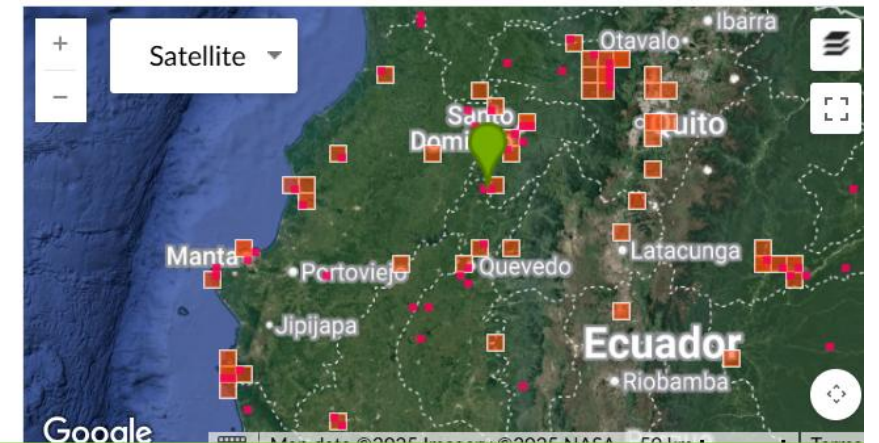 Satellite
Ibarra
Otavalo
Santo
Quito
Domi
Manta
Latacunga
Portoviejo
Quevedo
Jipijapa
Ecuador
Riobamba
Google